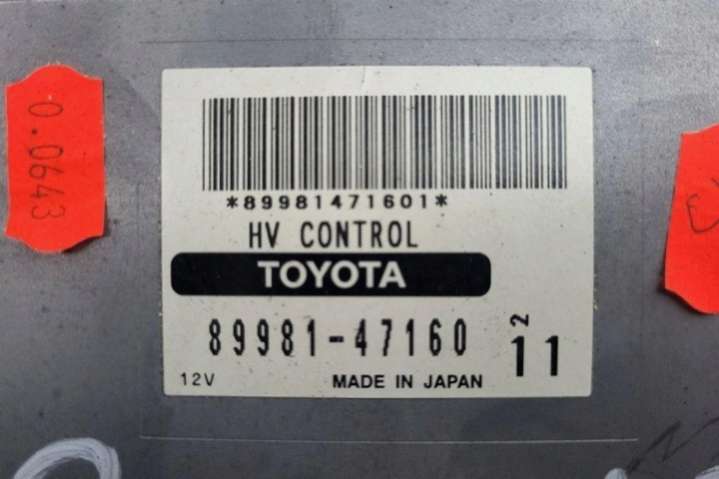 0.0643
*89981471601*
HV CONTROL
TOYOTA
89981-47160
2
11
12V
MADE IN JAPAN